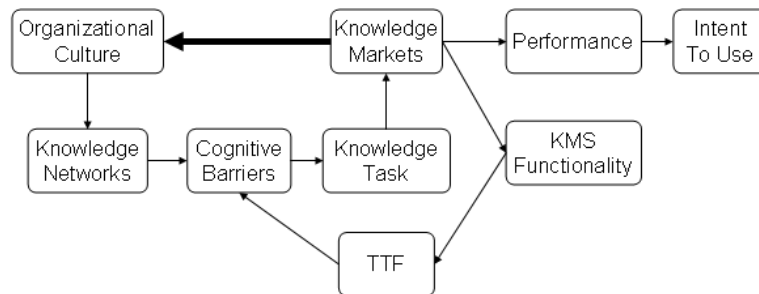 Organizational
Culture
Knowledge
Markets
Performance
Intent
To Use
Knowledge
Networks
Cognitive
Barriers
Knowledge
Task
KMS
Functionality
TTF